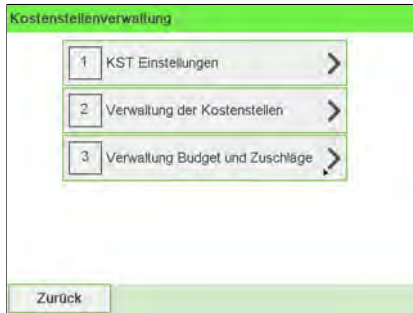 Kostenstellenverwaltung
1 KST Einstellungen
2 Verwaltung der Kostenstellen
3 Verwaltung Budget und Zuschläge
Zurück